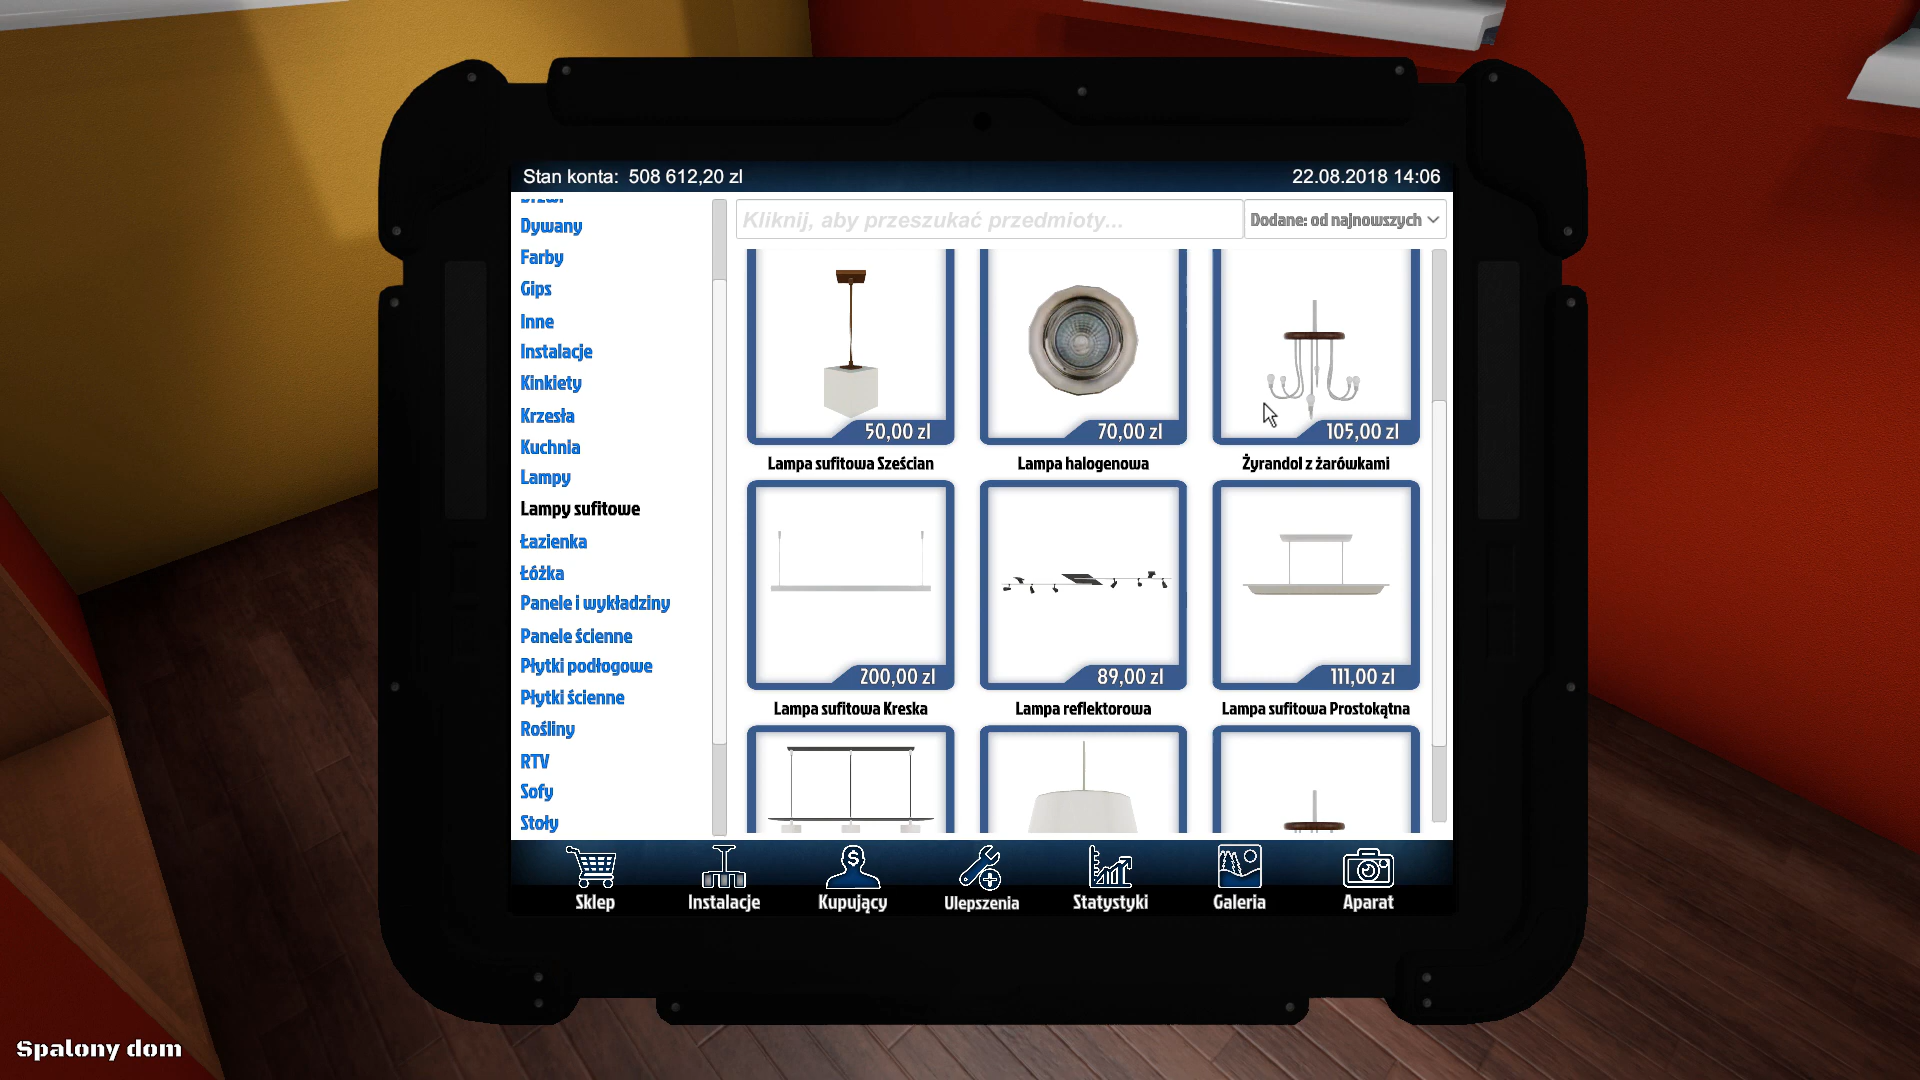 Stan konta: 508 612,20 zl
22.08.2018 14:06
Drzwi
Dywany
Farby
Gips
Inne
Instalacje
Kinkiety
Krzesła
Kuchnia
Lampy
Lampy sufitowe
Łazienka
Łóżka
Panele i wykładziny
Panele ścienne
Płytki podłogowe
Płytki ścienne
Rośliny
RTV
Sofy
Stoły
Kliknij, aby przeszukać przedmioty...
Dodane: od najnowszych
50,00 zl
70,00 zl
105,00 zl
Lampa sufitowa Sześcian
Lampa halogenowa
Żyrandol z żarówkami
200,00 zl
89,00 zl
111,00 zl
Lampa sufitowa Kreska
Lampa reflektorowa
Lampa sufitowa Prostokątna
Sklep
Instalacje
Kupujący
Ulepszenia
Statystyki
Galeria
Aparat
Spalony dom